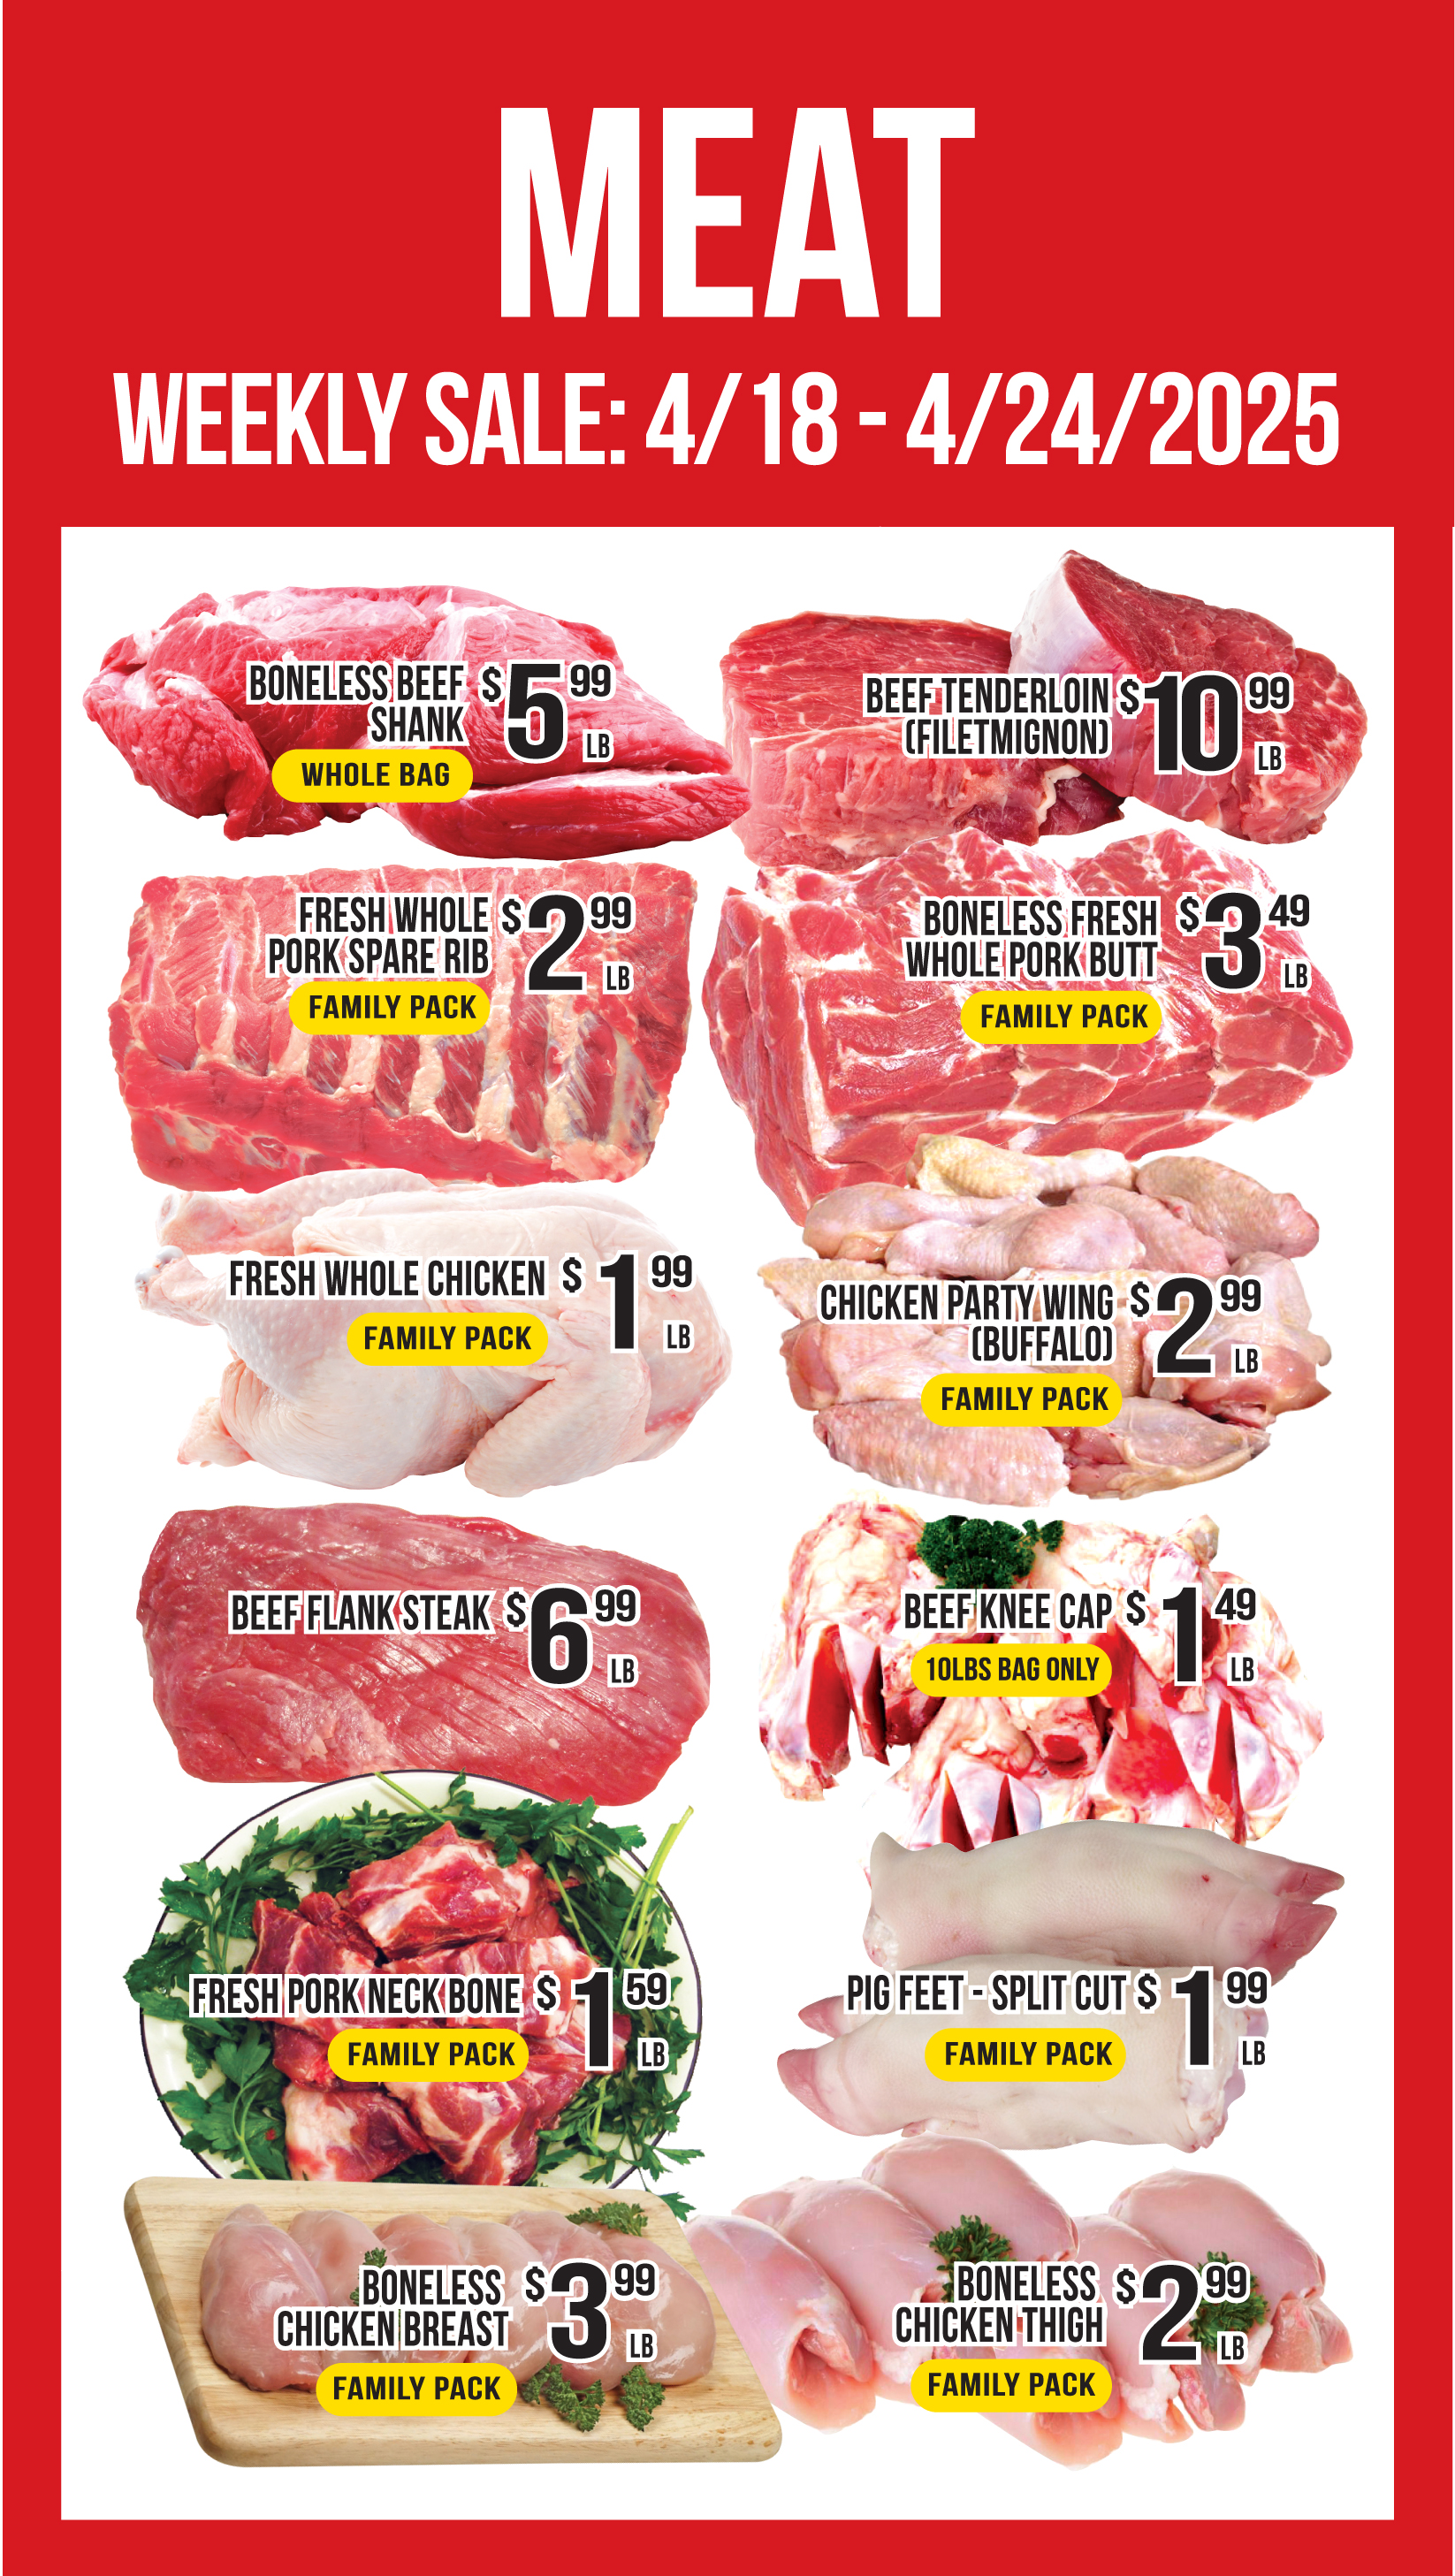 MEAT
WEEKLY SALE: 4/18 - 4/24/2025
BONELESS BEEF
SHANK
$5 99
LB
WHOLE BAG
BEEF TENDERLOIN
(FILETMIGNON)
$10 99
LB
FRESH WHOLE
PORK SPARE RIB
$2 99
LB
FAMILY PACK
BONELESS FRESH
WHOLE PORK BUTT
$3 49
LB
FAMILY PACK
FRESH WHOLE CHICKEN
$1 99
LB
FAMILY PACK
CHICKEN PARTY WING
(BUFFALO)
$2 99
LB
FAMILY PACK
BEEF FLANK STEAK
$6 99
LB
BEEF KNEE CAP
$1 49
LB
10LBS BAG ONLY
FRESH PORK NECK BONE
$1 59
LB
FAMILY PACK
PIG FEET - SPLIT CUT
$1 99
LB
FAMILY PACK
BONELESS
CHICKEN BREAST
$3 99
LB
FAMILY PACK
BONELESS
CHICKEN THIGH
$2 99
LB
FAMILY PACK